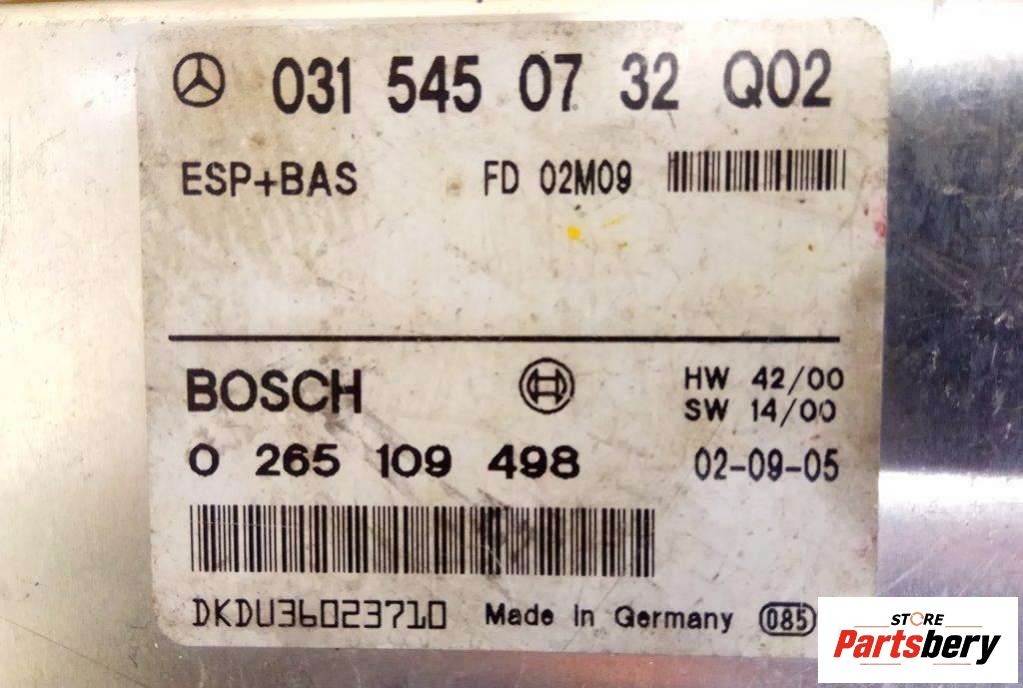 031 545 07 32 Q02
ESP+BAS FD 02M09
BOSCH HW 42/00
SW 14/00
0 265 109 498 02-09-05
DKDU36023710 Made in Germany 085
STORE
Partsbery